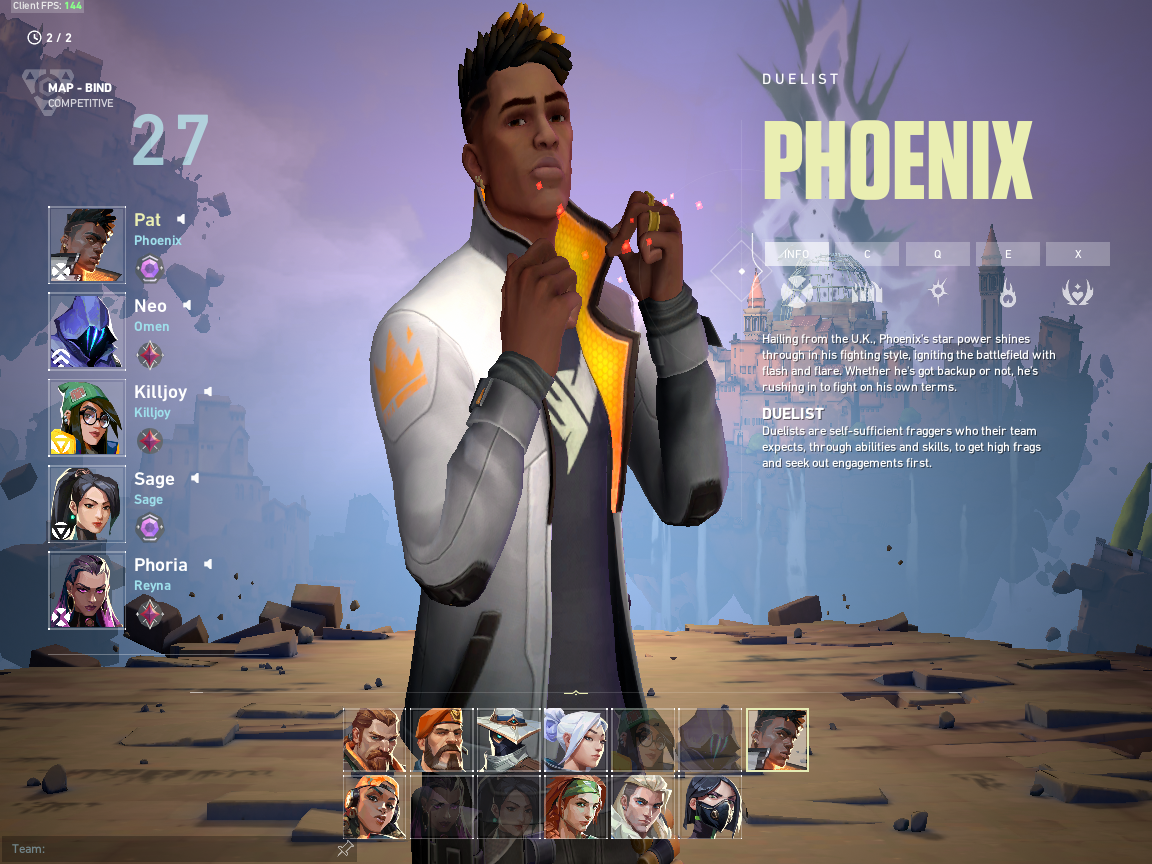 Client FPS: 144
2 / 2
MAP - BIND
COMPETITIVE
27
Pat
Phoenix
Neo
Omen
Killjoy
Killjoy
Sage
Sage
Phoria
Reyna
DUELIST
PHOENIX
INFO C Q E X
Hailing from the U.K., Phoenix's star power shines
through in his fighting style, igniting the battlefield with
flash and flare. Whether he's got backup or not, he's
rushing in to fight on his own terms.
DUELIST
Duelists are self-sufficient fraggers who their team
expects, through abilities and skills, to get high frags
and seek out engagements first.
Team: